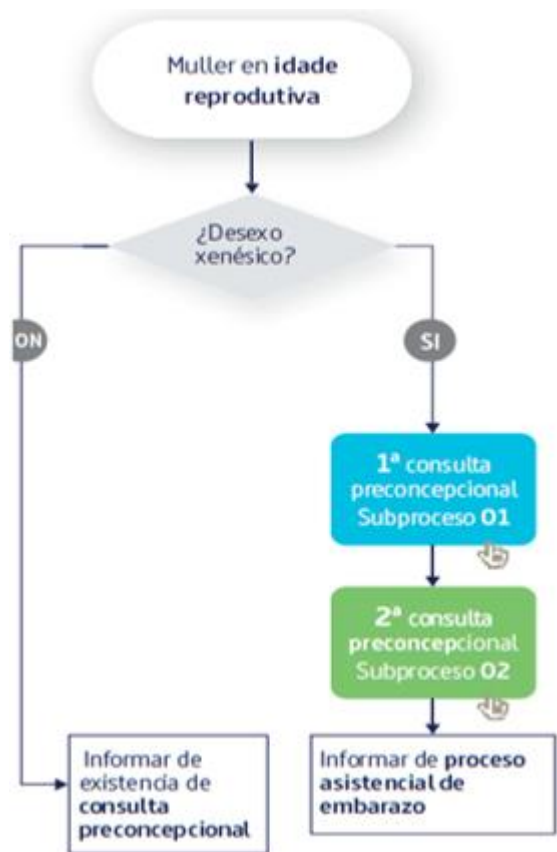 Muller en idade
reprodutiva
¿Desexo
xenésico?
ON
SI
1ª consulta
preconcepcional
Subproceso 01
2ª consulta
preconcepcional
Subproceso 02
Informar de
existencia de
consulta
preconcepcional
Informar de proceso
asistencial de
embarazo